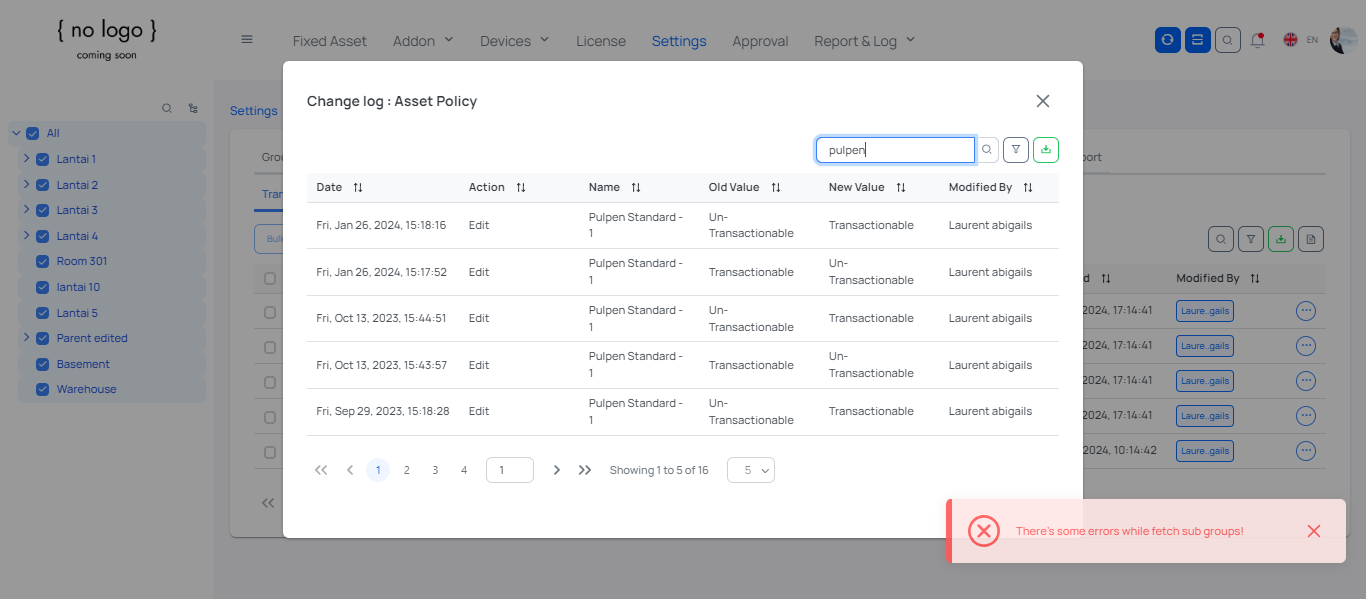 { no logo }
coming soon
Fixed Asset Addon Devices License Settings Approval Report & Log
EN
All
Lantai 1
Lantai 2
Lantai 3
Lantai 4
Room 301
lantai 10
Lantai 5
Parent edited
Basement
Warehouse
Settings
Change log : Asset Policy
pulpen
Date Action Name Old Value New Value Modified By
Fri, Jan 26, 2024, 15:18:16 Edit Pulpen Standard - 1 Un-Transactionable Transactionable Laurent abigails
Fri, Jan 26, 2024, 15:17:52 Edit Pulpen Standard - 1 Transactionable Un-Transactionable Laurent abigails
Fri, Oct 13, 2023, 15:44:51 Edit Pulpen Standard - 1 Un-Transactionable Transactionable Laurent abigails
Fri, Oct 13, 2023, 15:43:57 Edit Pulpen Standard - 1 Transactionable Un-Transactionable Laurent abigails
Fri, Sep 29, 2023, 15:18:28 Edit Pulpen Standard - 1 Un-Transactionable Transactionable Laurent abigails
1 2 3 4 1 Showing 1 to 5 of 16 5
Modified By
2024, 17:14:41 Laure..gails
2024, 17:14:41 Laure..gails
2024, 17:14:41 Laure..gails
2024, 17:14:41 Laure..gails
2024, 10:14:42 Laure..gails
There's some errors while fetch sub groups!